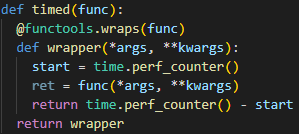 def timed(func):
    @functools.wraps(func)
    def wrapper(*args, **kwargs):
        start = time.perf_counter()
        ret = func(*args, **kwargs)
        return time.perf_counter() - start
    return wrapper